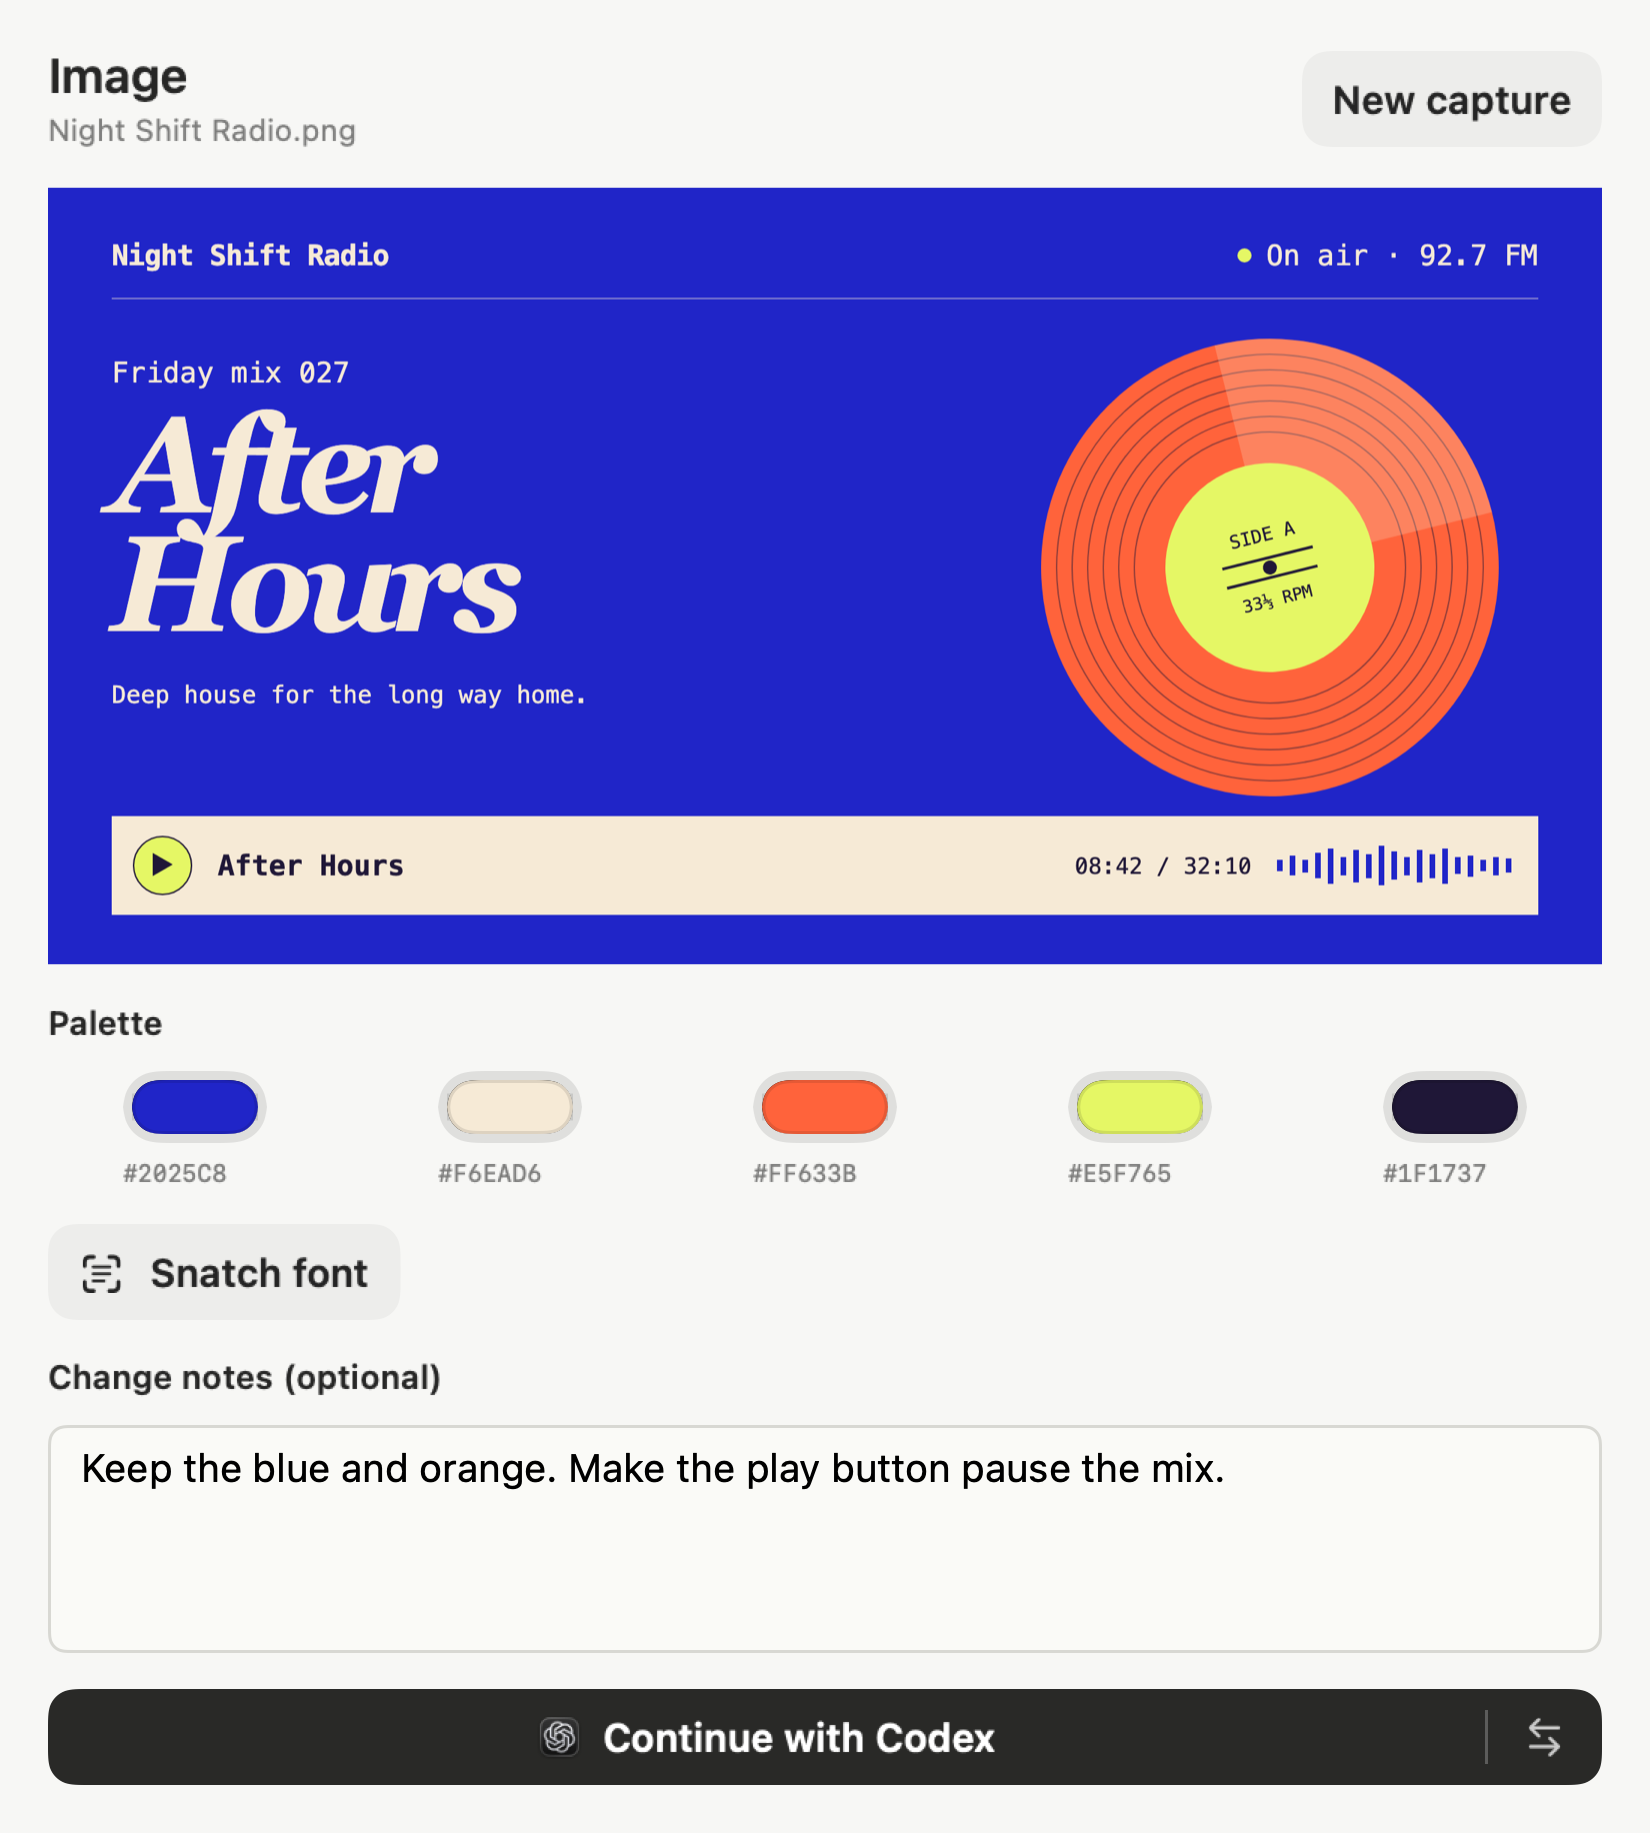 Image
Night Shift Radio.png
New capture
Night Shift Radio
On air · 92.7 FM
Friday mix 027
After
Hours
Deep house for the long way home.
SIDE A
33⅓ RPM
After Hours
08:42 / 32:10
Palette
#2025C8
#F6EAD6
#FF633B
#E5F765
#1F1737
Snatch font
Change notes (optional)
Keep the blue and orange. Make the play button pause the mix.
Continue with Codex